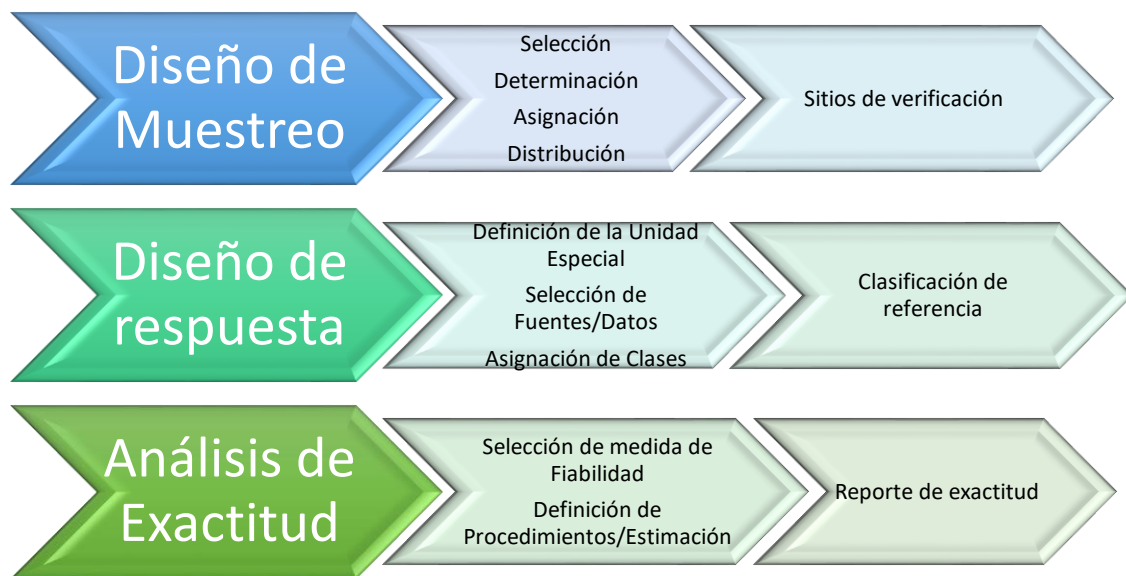 Diseño de
Muestreo
Selección
Determinación
Asignación
Distribución
Sitios de verificación
Diseño de
respuesta
Definición de la Unidad
Especial
Selección de
Fuentes/Datos
Asignación de Clases
Clasificación de
referencia
Análisis de
Exactitud
Selección de medida de
Fiabilidad
Definición de
Procedimientos/Estimación
Reporte de exactitud